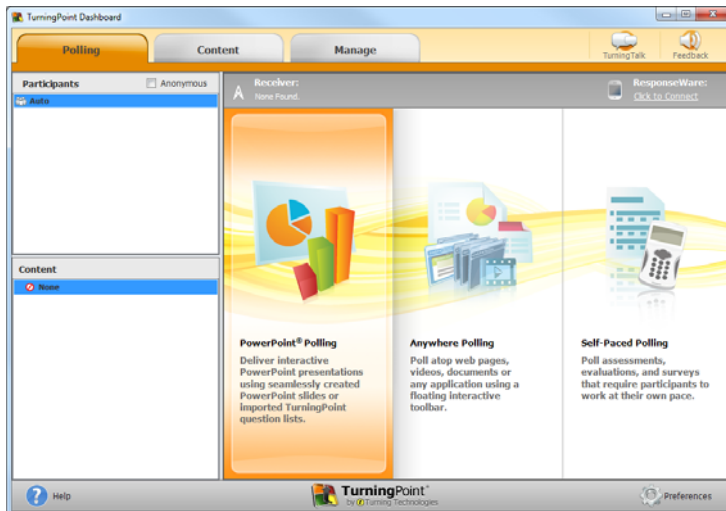 TurningPoint Dashboard
Polling
Content
Manage
TurningTalk
Feedback
Participants
Anonymous
Auto
Receiver:
None Found.
ResponseWare:
Click to Connect
Content
None
PowerPoint® Polling
Deliver interactive
PowerPoint presentations
using seamlessly created
PowerPoint slides or
imported TurningPoint
question lists.
Anywhere Polling
Poll atop web pages,
videos, documents or
any application using a
floating interactive
toolbar.
Self-Paced Polling
Poll assessments,
evaluations, and surveys
that require participants to
work at their own pace.
Help
TurningPoint™
by Turning Technologies
Preferences